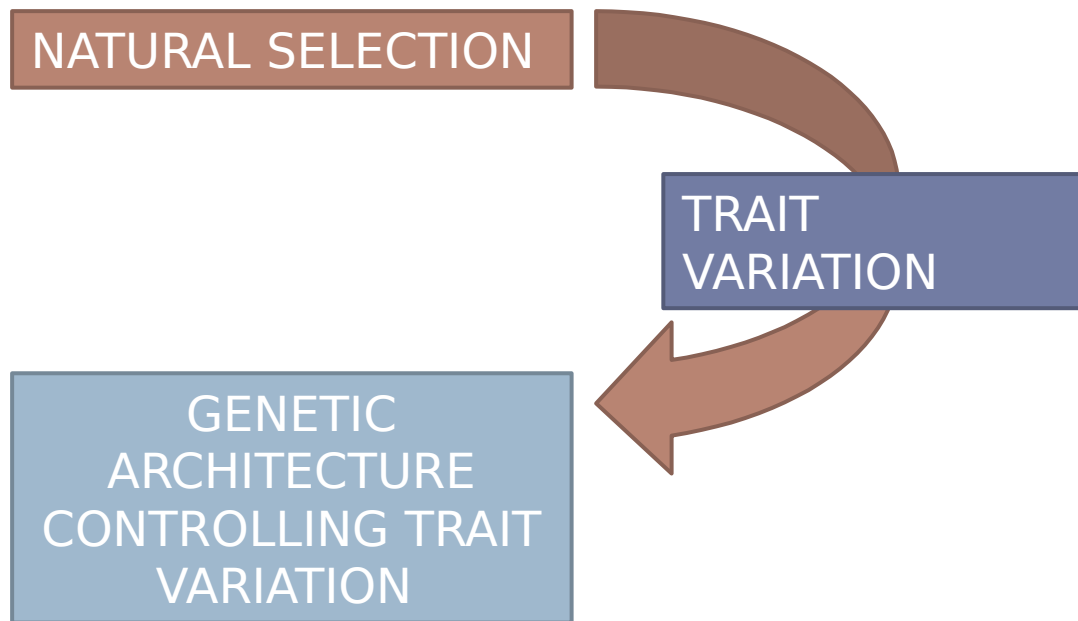 NATURAL SELECTION
TRAIT
VARIATION
GENETIC
ARCHITECTURE
CONTROLLING TRAIT
VARIATION